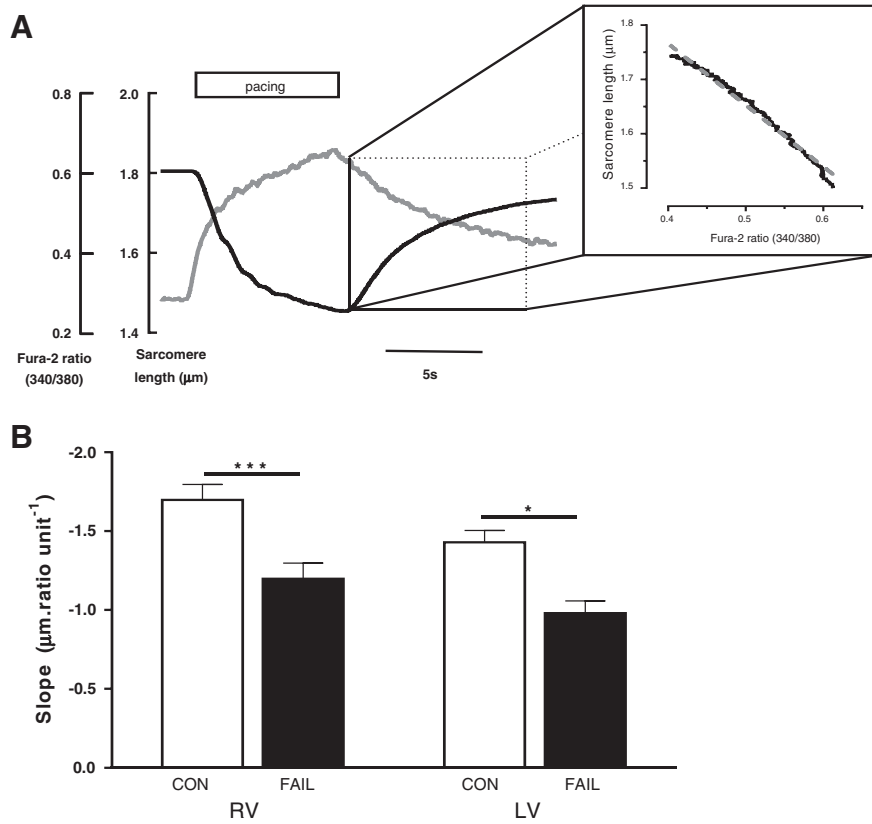 A
pacing
0.8
0.6
0.4
0.2
Fura-2 ratio
(340/380)
2.0
1.8
1.6
1.4
Sarcomere
length (μm)
5s
1.8
1.7
1.6
1.5
Sarcomere length (μm)
0.4 0.5 0.6
Fura-2 ratio (340/380)
B
-2.0
-1.5
-1.0
-0.5
0.0
Slope (μm.ratio unit⁻¹)
***
*
CON FAIL CON FAIL
RV LV